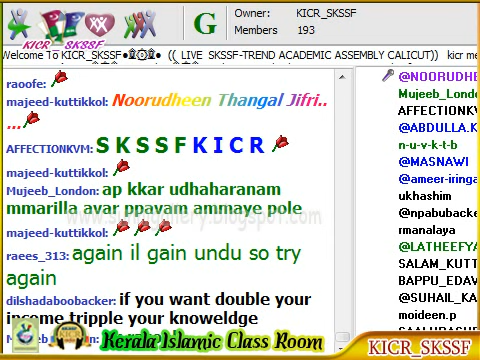 KICR SKSSF
G
Owner: KICR_SKSSF
Members 193
Welcome To KICR_SKSSF (( LIVE SKSSF-TREND ACADEMIC ASSEMBLY CALICUT)) kicr me
raoofe:
majeed-kuttikkol: Noorudheen Thangal Jifri..
...
AFFECTIONKVM: S K S S F K I C R
majeed-kuttikkol:
Mujeeb_London: ap kkar udhaharanam
mmarilla avar ppavam ammaye pole
majeed-kuttikkol:
raees_313: again il gain undu so try
again
dilshadaboobacker: if you want double your
income tripple your knoweldge
@NOORUDHE
Mujeeb_Londo
AFFECTIONKV
@ABDULLA.K
n-u-v-k-t-b
@MASNAWI
@ameer-iringa
ukhashim
@npabubacke
rmanalaya
@LATHEEFYA
SALAM_KUTT
BAPPU_EDAV
@SUHAIL_KA
moideen.p
Kerala Islamic Class Room
KICR_SKSSF